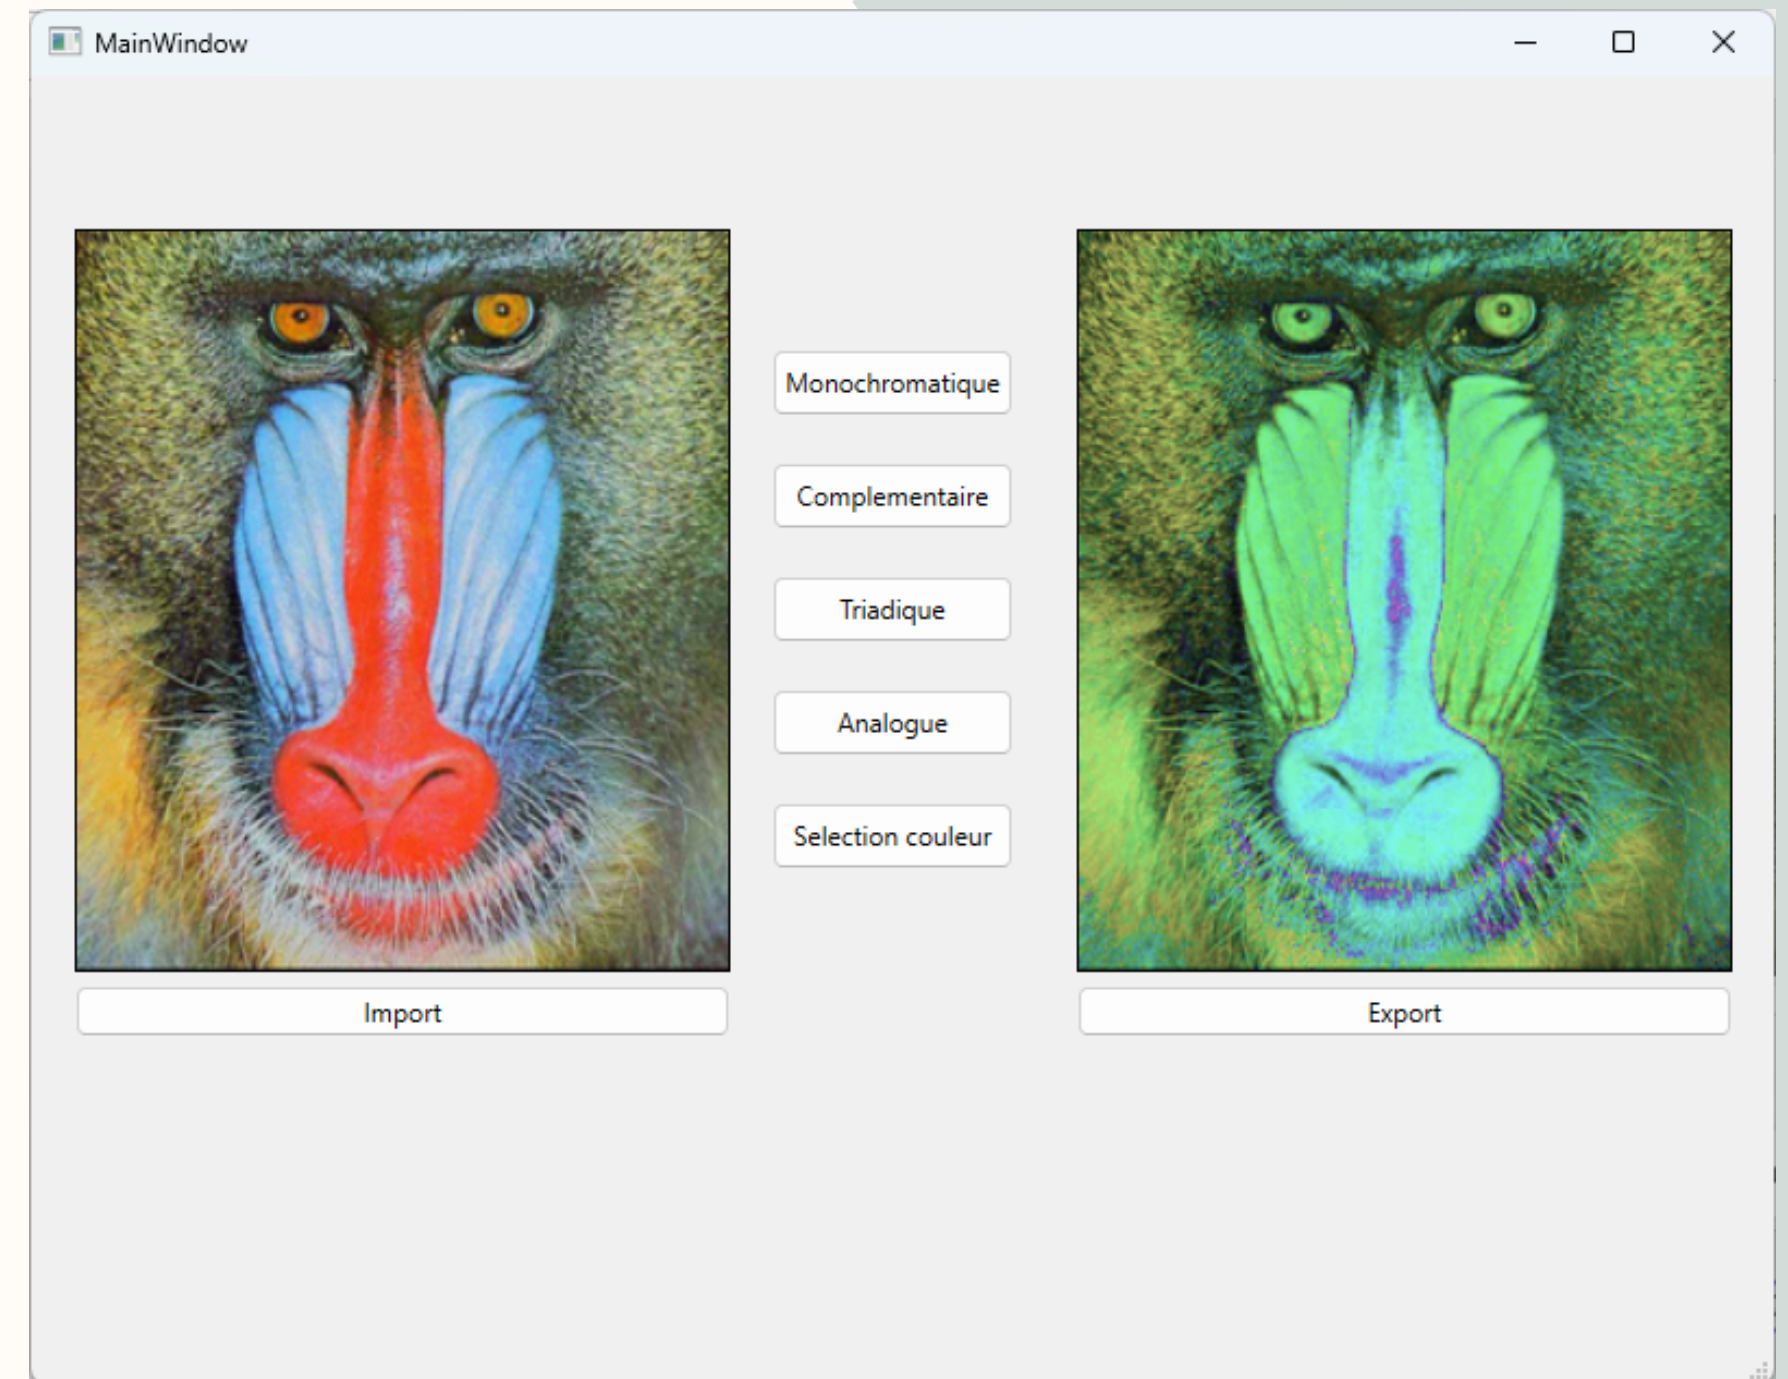 MainWindow
Monochromatique
Complementaire
Triadique
Analogue
Selection couleur
Import
Export